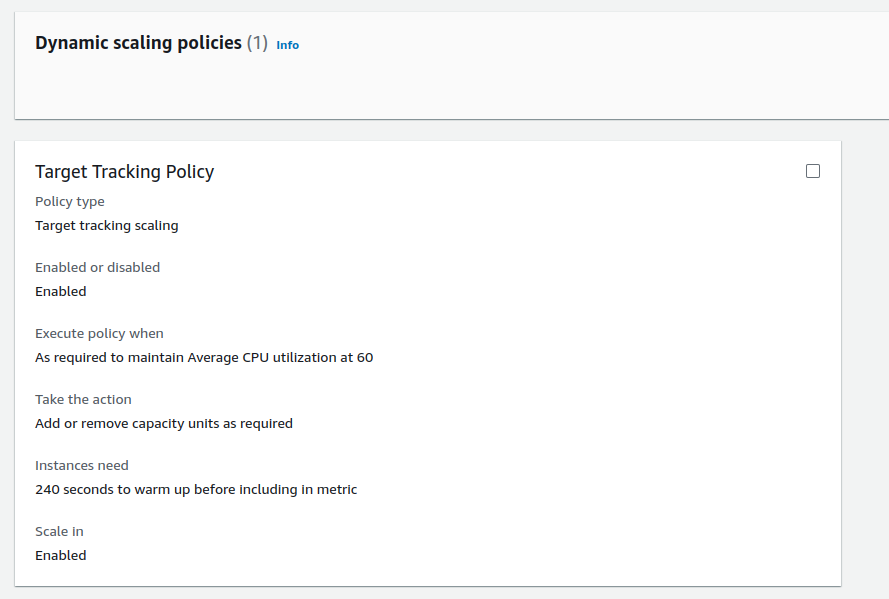 Dynamic scaling policies (1) Info
Target Tracking Policy
Policy type
Target tracking scaling
Enabled or disabled
Enabled
Execute policy when
As required to maintain Average CPU utilization at 60
Take the action
Add or remove capacity units as required
Instances need
240 seconds to warm up before including in metric
Scale in
Enabled